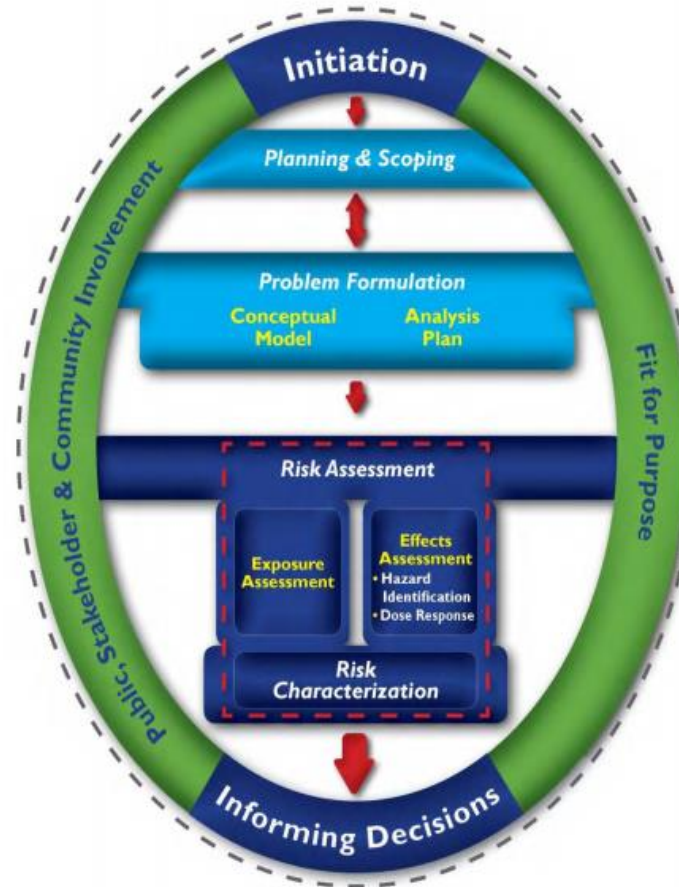 Initiation
Planning & Scoping
Public, Stakeholder & Community Involvement
Fit for Purpose
Problem Formulation
Conceptual
Model
Analysis
Plan
Risk Assessment
Exposure
Assessment
Effects
Assessment
• Hazard
Identification
• Dose Response
Risk
Characterization
Informing Decisions